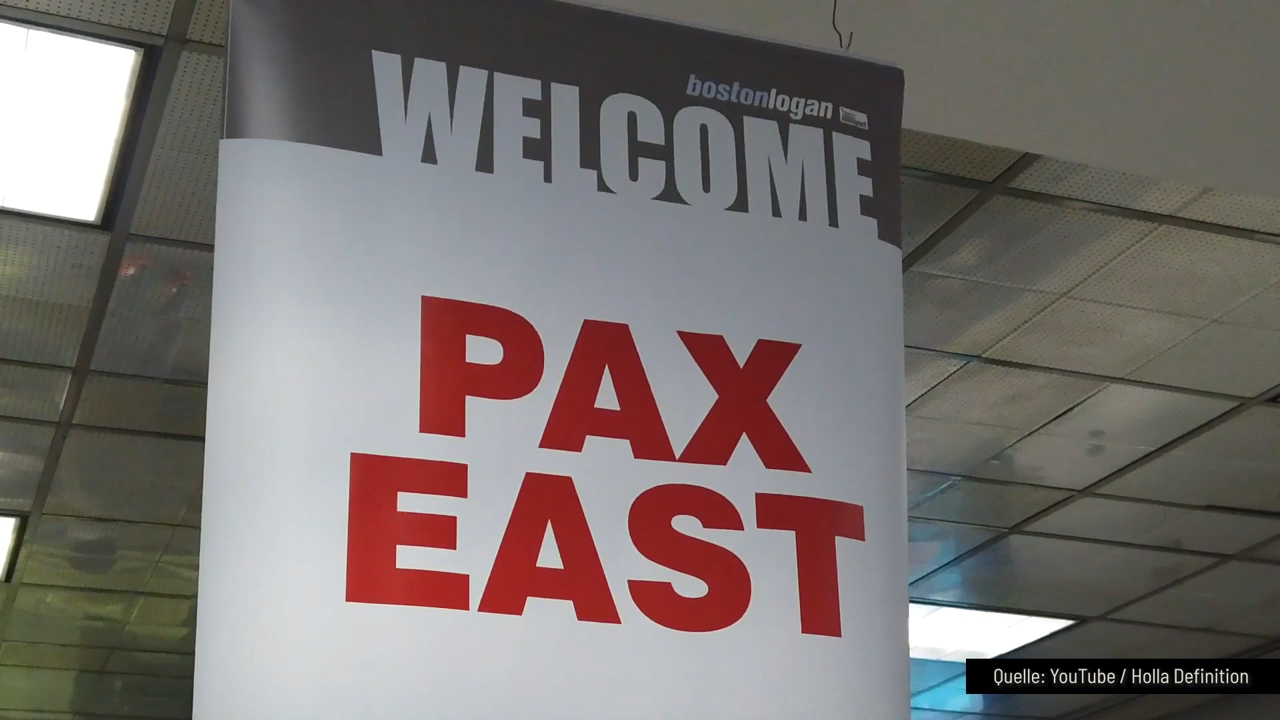 bostonlogan
WELCOME
PAX
EAST
Quelle: YouTube / Holla Definition